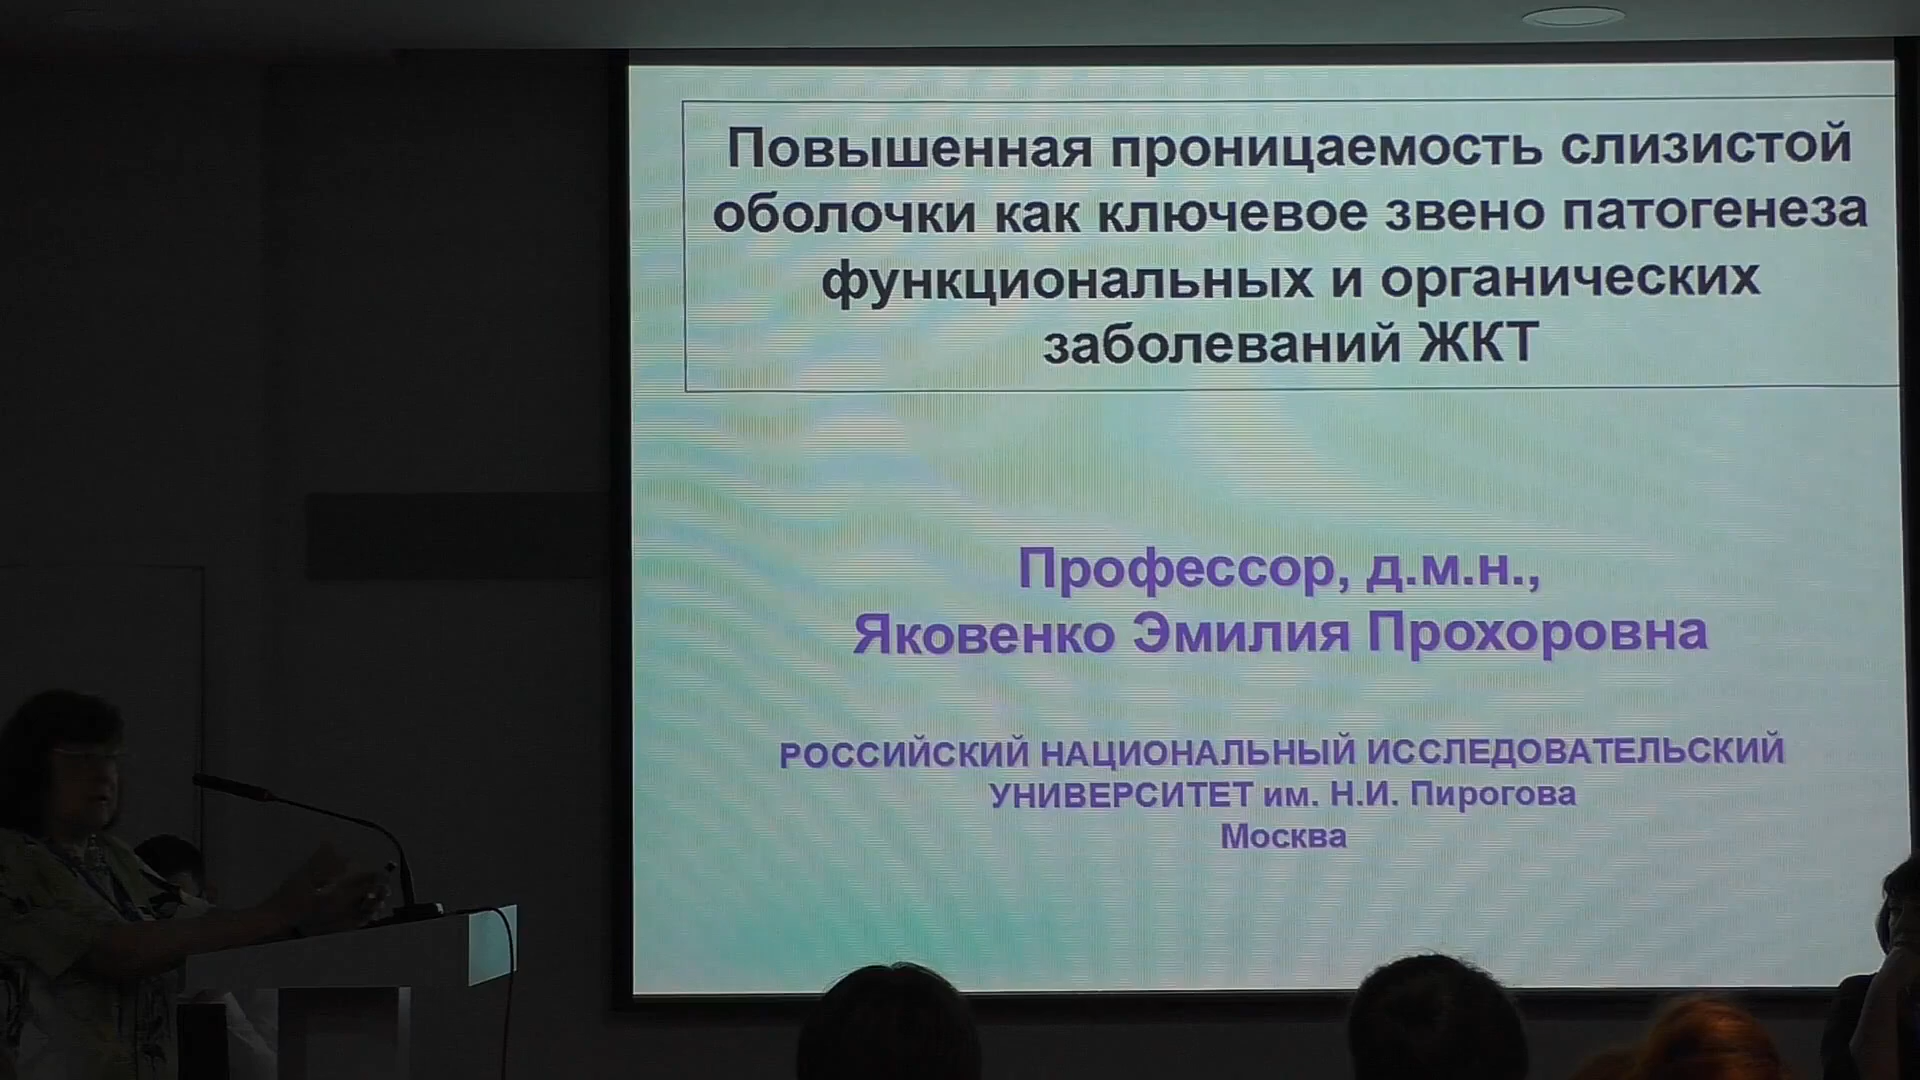 Повышенная проницаемость слизистой
оболочки как ключевое звено патогенеза
функциональных и органических
заболеваний ЖКТ
Профессор, д.м.н.,
Яковенко Эмилия Прохоровна
РОССИЙСКИЙ НАЦИОНАЛЬНЫЙ ИССЛЕДОВАТЕЛЬСКИЙ
УНИВЕРСИТЕТ им. Н.И. Пирогова
Москва